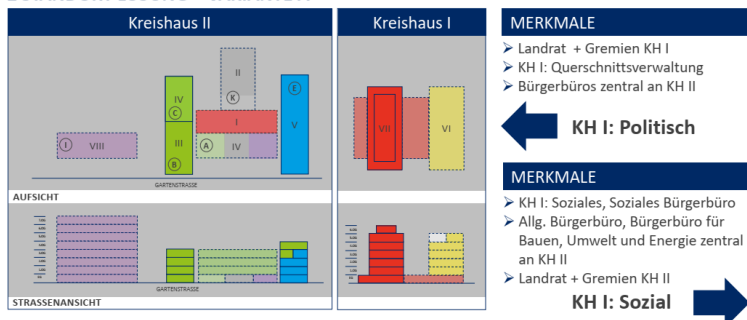 Kreishaus II
Kreishaus I
MERKMALE
➢ Landrat + Gremien KH I
➢ KH I: Querschnittsverwaltung
➢ Bürgerbüros zentral an KH II
KH I: Politisch
II
K
IV
C
E
I
VIII
I
III
B
A
IV
V
VII
VI
GARTENSTRASSE
AUFSICHT
MERKMALE
➢ KH I: Soziales, Soziales Bürgerbüro
➢ Allg. Bürgerbüro, Bürgerbüro für
Bauen, Umwelt und Energie zentral
an KH II
➢ Landrat + Gremien KH II
KH I: Sozial
GARTENSTRASSE
STRASSENANSICHT